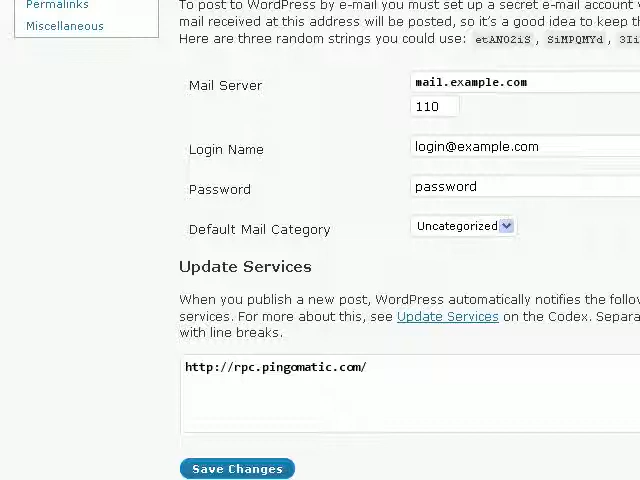 Permalinks
Miscellaneous
To post to WordPress by e-mail you must set up a secret e-mail account
mail received at this address will be posted, so it's a good idea to keep
Here are three random strings you could use: etANO2iS , SiMPQMYd ,
Mail Server
mail.example.com
110
Login Name
login@example.com
Password
password
Default Mail Category
Uncategorized
Update Services
When you publish a new post, WordPress automatically notifies the
services. For more about this, see Update Services on the Codex.
with line breaks.
http://rpc.pingomatic.com/
Save Changes